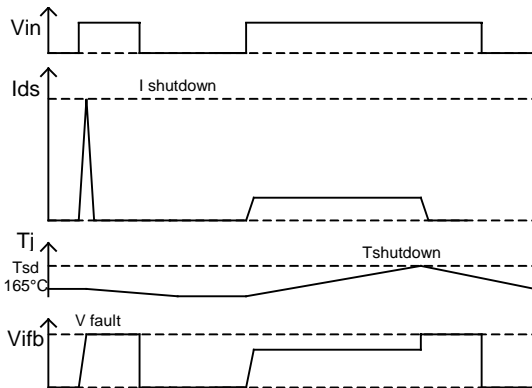 Vin
Ids
I shutdown
Tj
Tsd
165°C
Tshutdown
V fault
Vifb